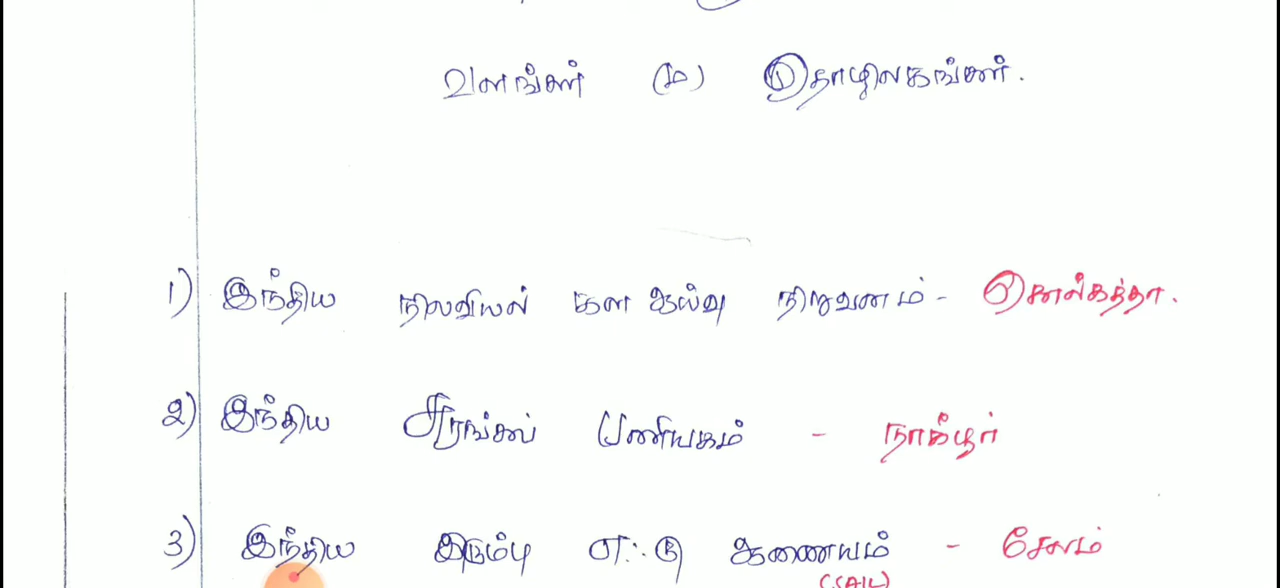 வளங்கள் (ம) தொழிலகங்கள்.
1) இந்திய நிலவியல் கள ஆய்வு நிறுவனம் - கொல்கத்தா.
2) இந்திய சுரங்கப் பணியகம் - நாக்பூர்
3) இந்திய இரும்பு எஃகு ஆணையம் - சேலம்
(SAIL)